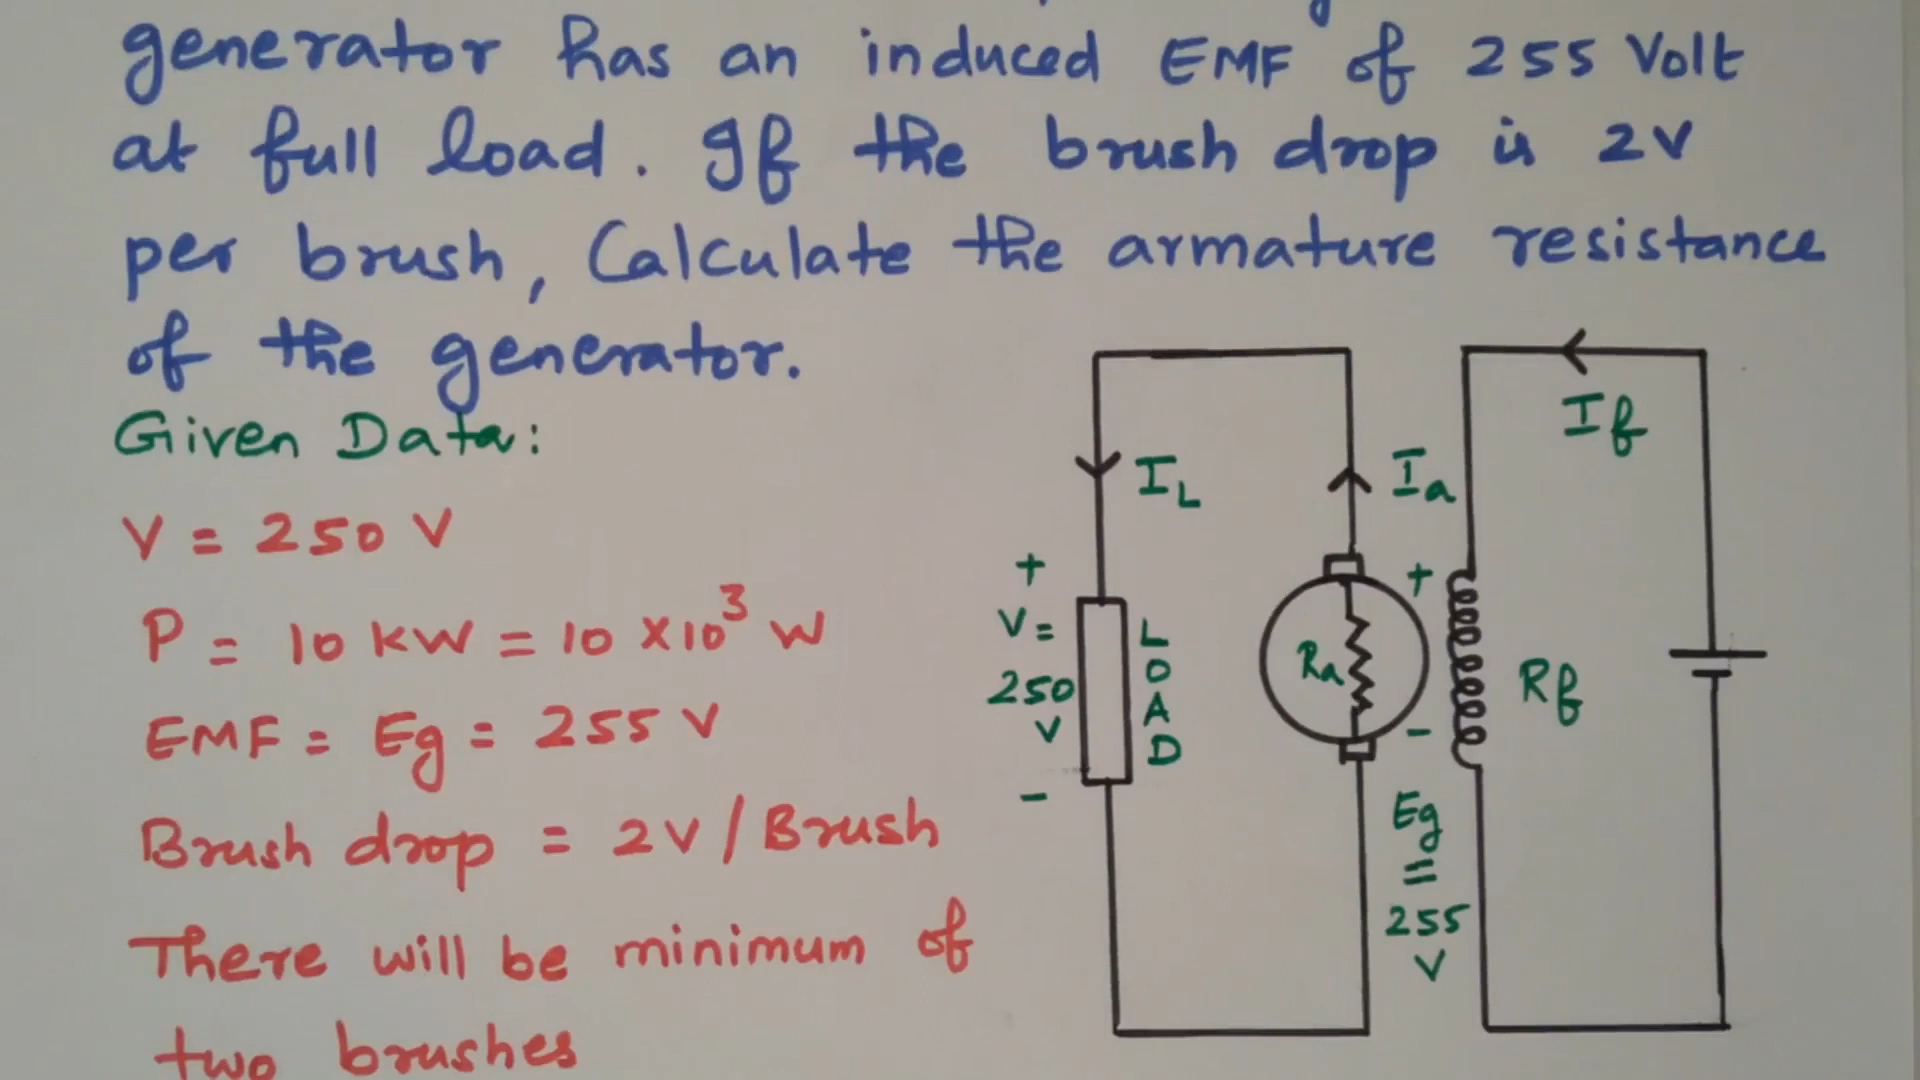 generator has an induced EMF of 255 Volt
at full load. If the brush drop is 2V
per brush, Calculate the armature resistance
of the generator.
Given Data:
V = 250 V
P = 10 KW = 10 X10³ W
EMF = Eg = 255 V
Brush drop = 2V / Brush
There will be minimum of
two brushes
IL
Ia
If
+
V =
250
V
-
LOAD
Ra
+
-
Eg
=
255
V
Rf